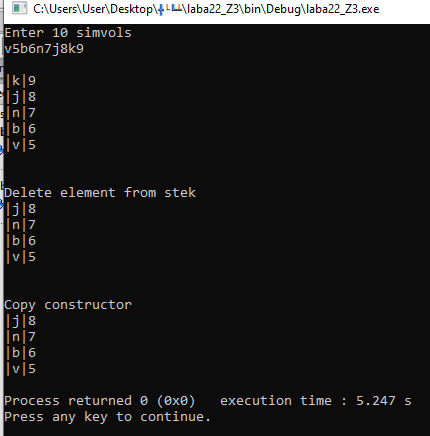 C:\Users\User\Desktop\╬└┴╨╨\laba22_Z3\bin\Debug\laba22_Z3.exe
Enter 10 simvols
v5b6n7j8k9
|k|9
|j|8
|n|7
|b|6
|v|5
Delete element from stek
|j|8
|n|7
|b|6
|v|5
Copy constructor
|j|8
|n|7
|b|6
|v|5
Process returned 0 (0x0)   execution time : 5.247 s
Press any key to continue.